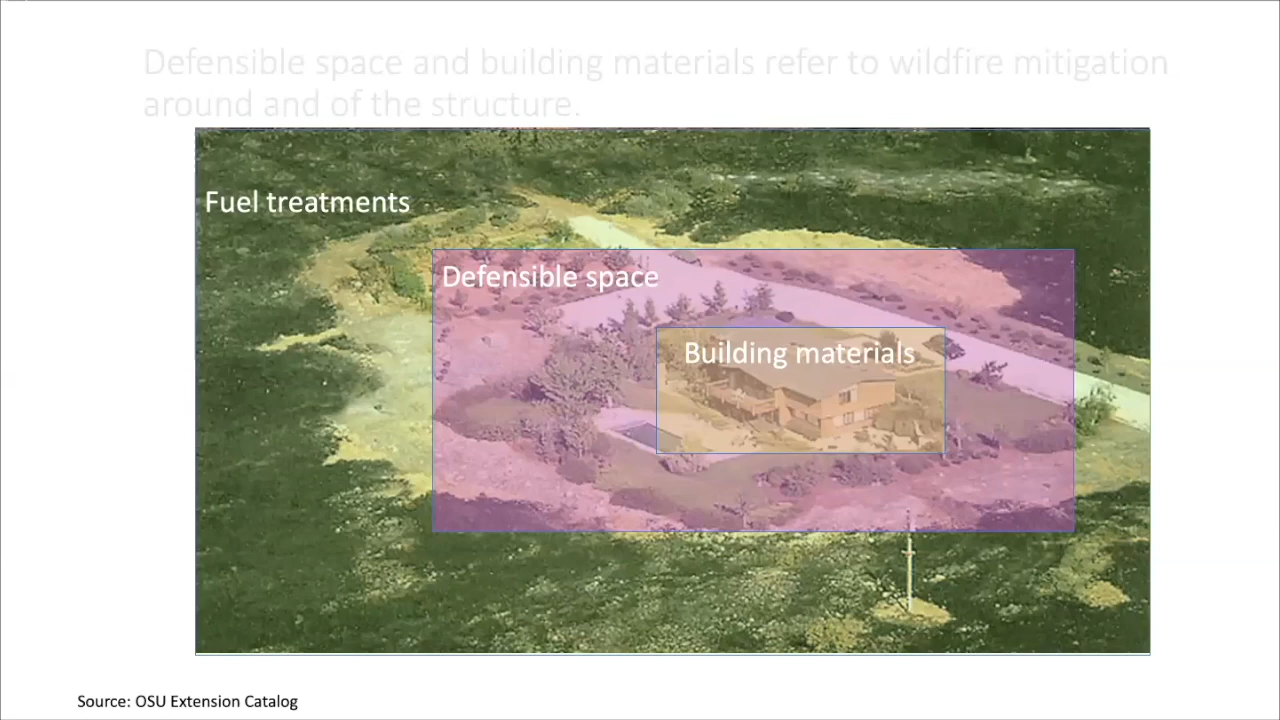 Defensible space and building materials refer to wildfire mitigation
around and of the structure.
Fuel treatments
Defensible space
Building materials
Source: OSU Extension Catalog